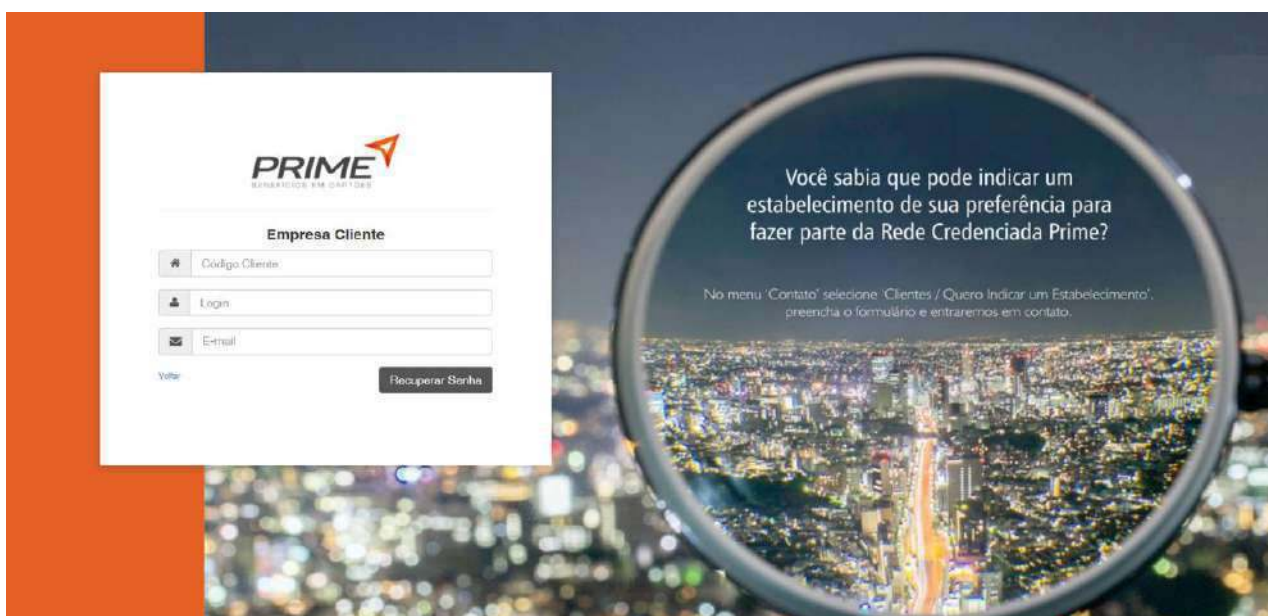 PRIME
BENEFÍCIOS EM CARTÕES
Empresa Cliente
Código Cliente
Login
E-mail
Voltar
Recuperar Senha
Você sabia que pode indicar um
estabelecimento de sua preferência para
fazer parte da Rede Credenciada Prime?
No menu 'Contato' selecione 'Clientes / Quero Indicar um Estabelecimento',
preencha o formulário e entraremos em contato.